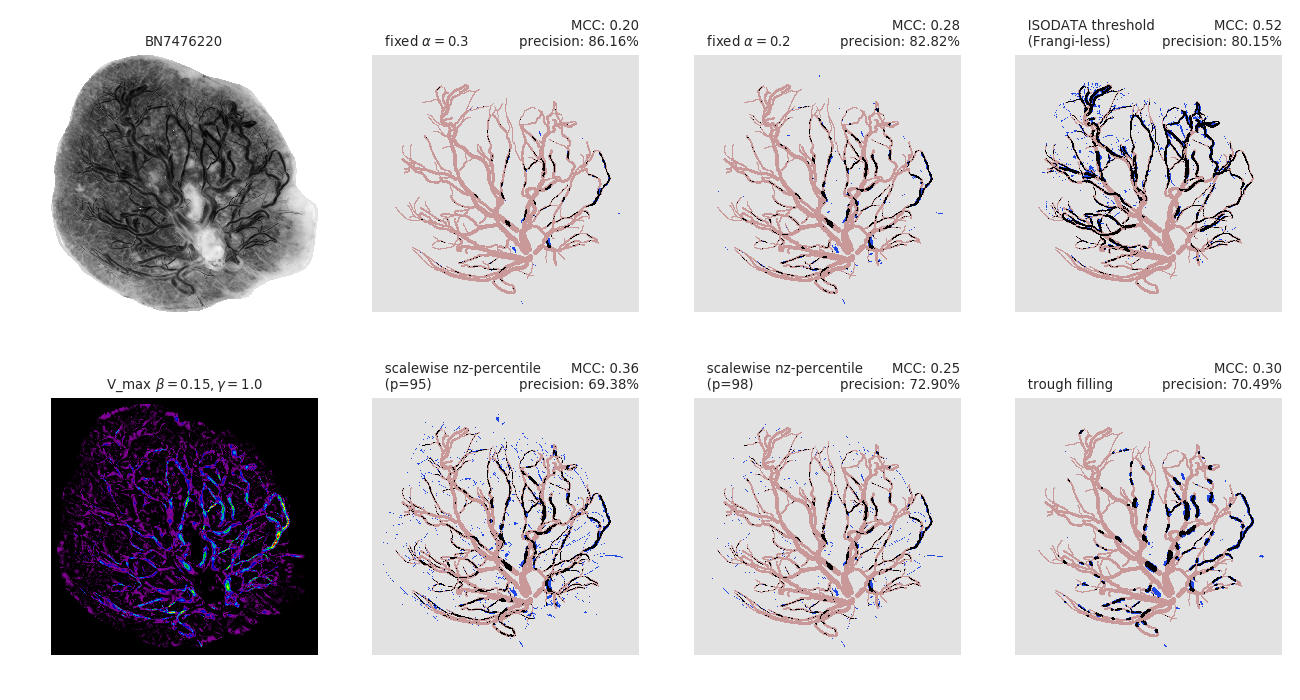 BN7476220
fixed α = 0.3
MCC: 0.20
precision: 86.16%
fixed α = 0.2
MCC: 0.28
precision: 82.82%
ISODATA threshold
(Frangi-less)
MCC: 0.52
precision: 80.15%
V_max β = 0.15, γ = 1.0
scalewise nz-percentile
(p=95)
MCC: 0.36
precision: 69.38%
scalewise nz-percentile
(p=98)
MCC: 0.25
precision: 72.90%
trough filling
MCC: 0.30
precision: 70.49%